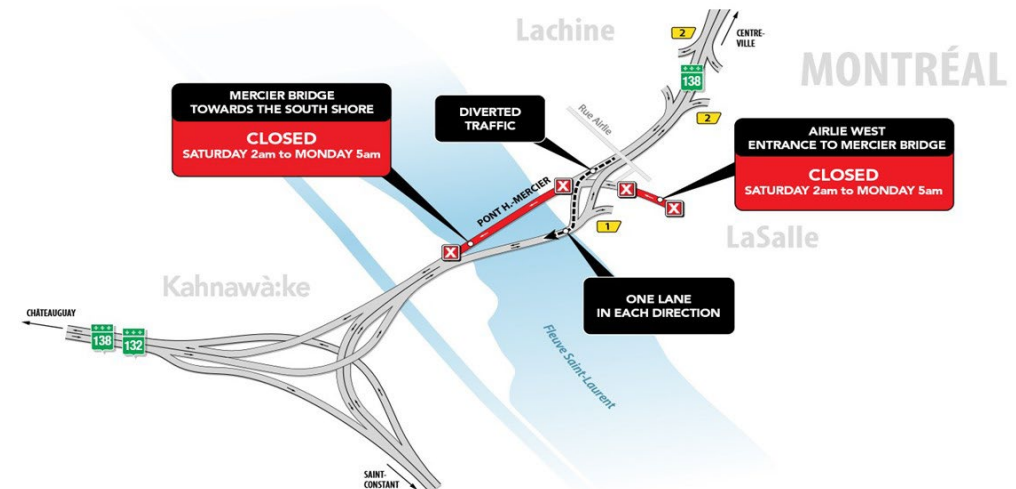 Lachine
2
CENTRE-
VILLE
138
MONTRÉAL
MERCIER BRIDGE
TOWARDS THE SOUTH SHORE
CLOSED
SATURDAY 2am to MONDAY 5am
DIVERTED
TRAFFIC
Rue Airlie
2
AIRLIE WEST
ENTRANCE TO MERCIER BRIDGE
CLOSED
SATURDAY 2am to MONDAY 5am
X
X
X
X
PONT H.-MERCIER
1
LaSalle
Kahnawà:ke
ONE LANE
IN EACH DIRECTION
CHÂTEAUGUAY
138
132
Fleuve Saint-Laurent
SAINT-
CONSTANT